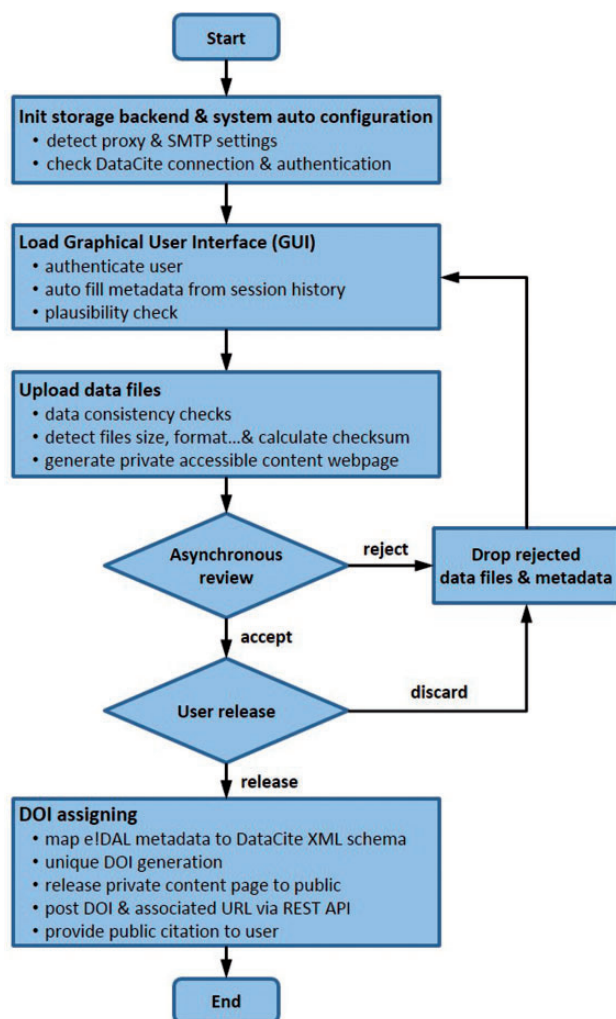 Start
Init storage backend & system auto configuration
• detect proxy & SMTP settings
• check DataCite connection & authentication
Load Graphical User Interface (GUI)
• authenticate user
• auto fill metadata from session history
• plausibility check
Upload data files
• data consistency checks
• detect files size, format...& calculate checksum
• generate private accessible content webpage
Asynchronous
review
reject
Drop rejected
data files & metadata
accept
User release
discard
release
DOI assigning
• map e!DAL metadata to DataCite XML schema
• unique DOI generation
• release private content page to public
• post DOI & associated URL via REST API
• provide public citation to user
End